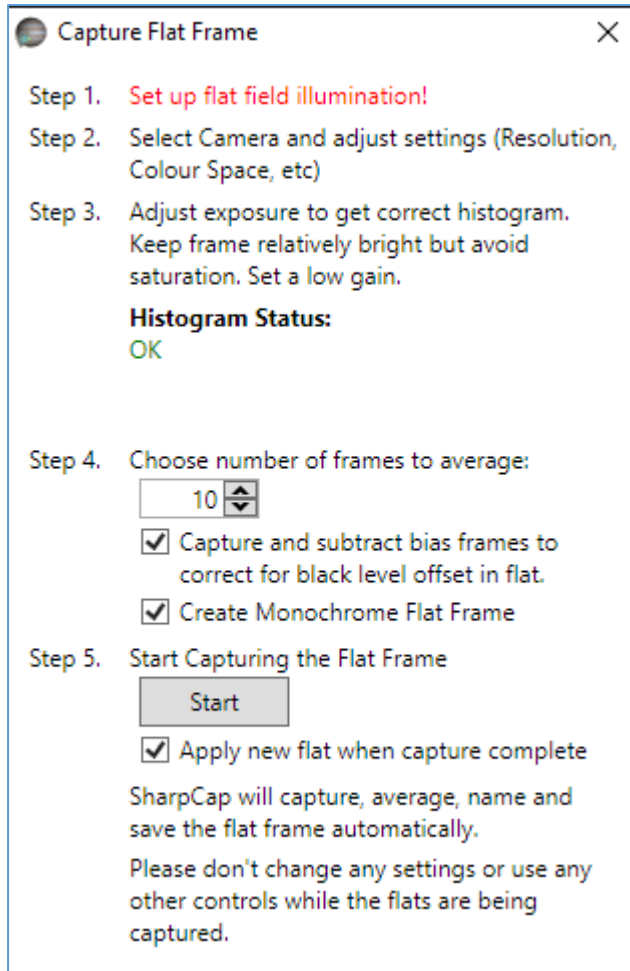 Capture Flat Frame
Step 1. Set up flat field illumination!
Step 2. Select Camera and adjust settings (Resolution,
Colour Space, etc)
Step 3. Adjust exposure to get correct histogram.
Keep frame relatively bright but avoid
saturation. Set a low gain.
Histogram Status:
OK
Step 4. Choose number of frames to average:
10
Capture and subtract bias frames to
correct for black level offset in flat.
Create Monochrome Flat Frame
Step 5. Start Capturing the Flat Frame
Start
Apply new flat when capture complete
SharpCap will capture, average, name and
save the flat frame automatically.
Please don't change any settings or use any
other controls while the flats are being
captured.